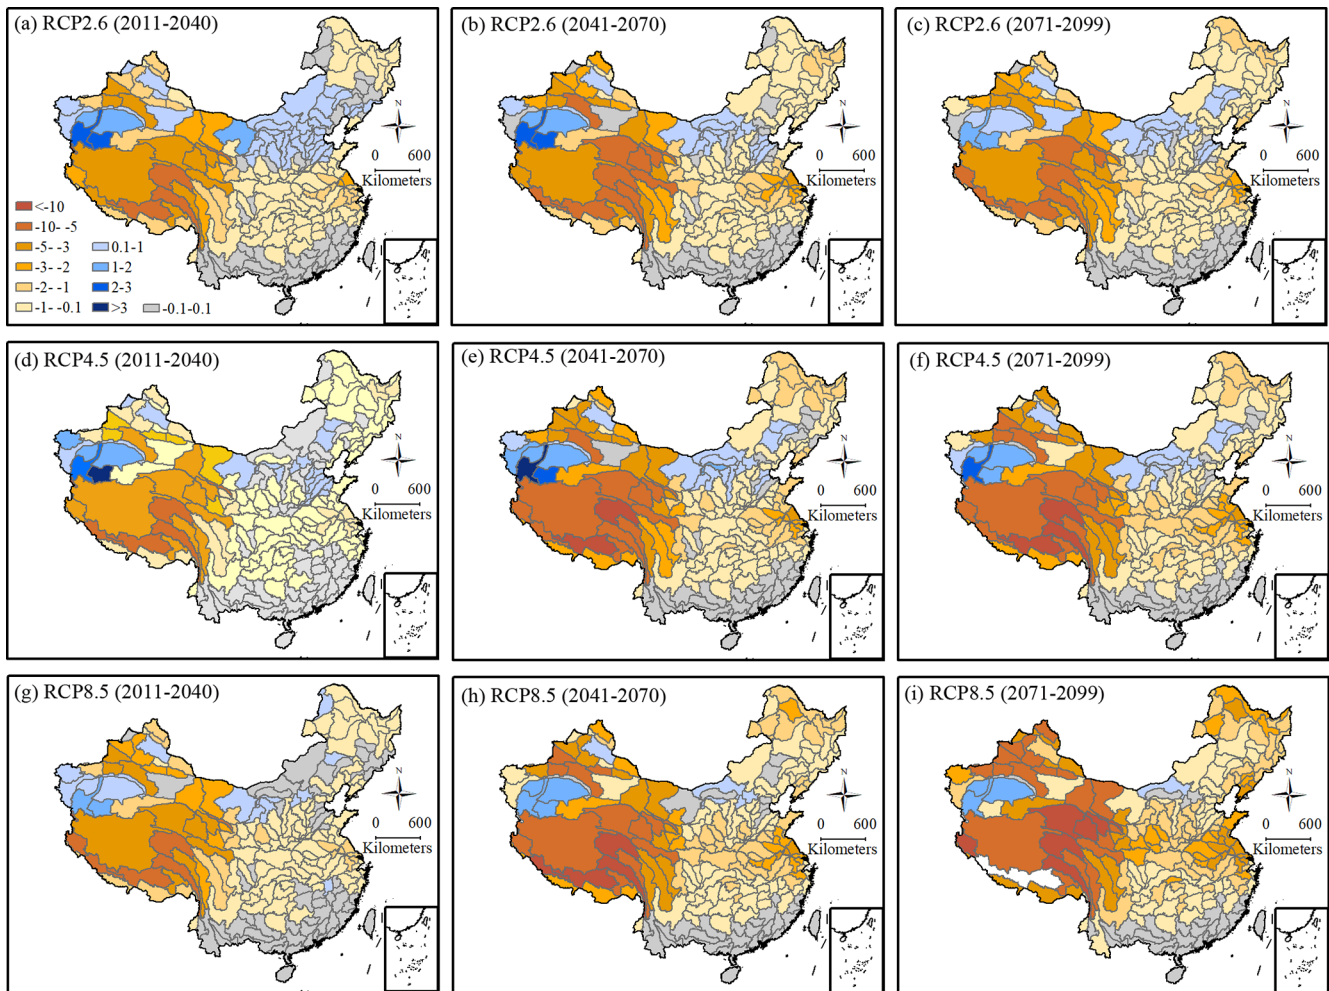 (a) RCP2.6 (2011-2040)
N
0 600
Kilometers
<-10
-10- -5
-5- -3
-3- -2
-2- -1
-1- -0.1
0.1-1
1-2
2-3
>3
-0.1-0.1
(b) RCP2.6 (2041-2070)
N
0 600
Kilometers
(c) RCP2.6 (2071-2099)
N
0 600
Kilometers
(d) RCP4.5 (2011-2040)
N
0 600
Kilometers
(e) RCP4.5 (2041-2070)
N
0 600
Kilometers
(f) RCP4.5 (2071-2099)
N
0 600
Kilometers
(g) RCP8.5 (2011-2040)
N
0 600
Kilometers
(h) RCP8.5 (2041-2070)
N
0 600
Kilometers
(i) RCP8.5 (2071-2099)
N
0 600
Kilometers